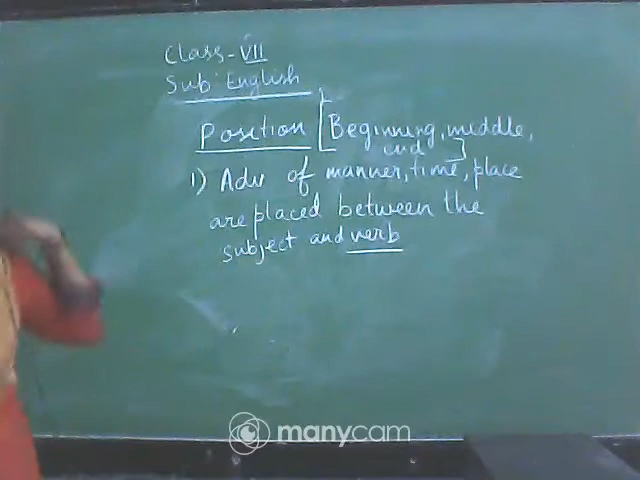 Class-VII
Sub: English
Position [Beginning, middle,
end]
1) Adv of manner, time, place
are placed between the
subject and verb
manycam